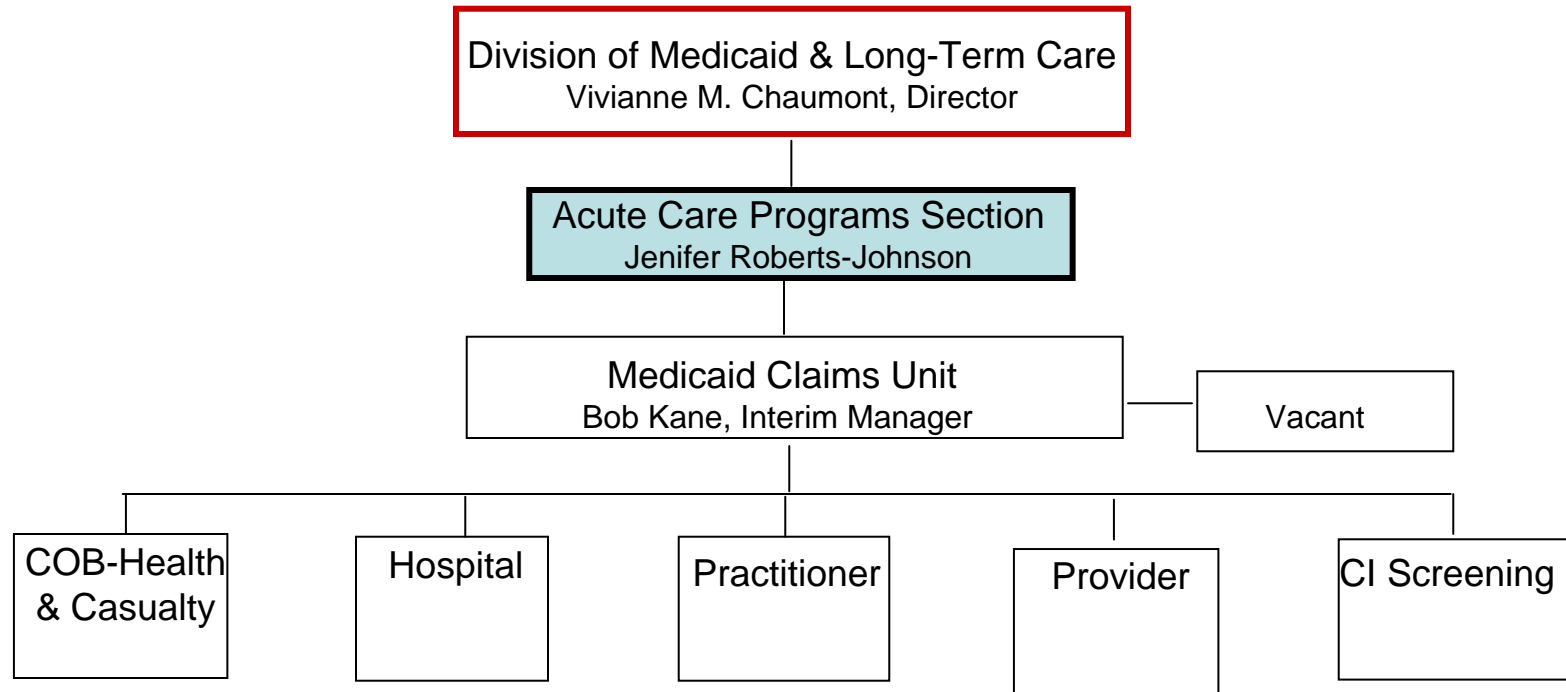 Division of Medicaid & Long-Term Care
Vivianne M. Chaumont, Director
Acute Care Programs Section
Jenifer Roberts-Johnson
Medicaid Claims Unit
Bob Kane, Interim Manager
Vacant
COB-Health
& Casualty
Hospital
Practitioner
Provider
CI Screening